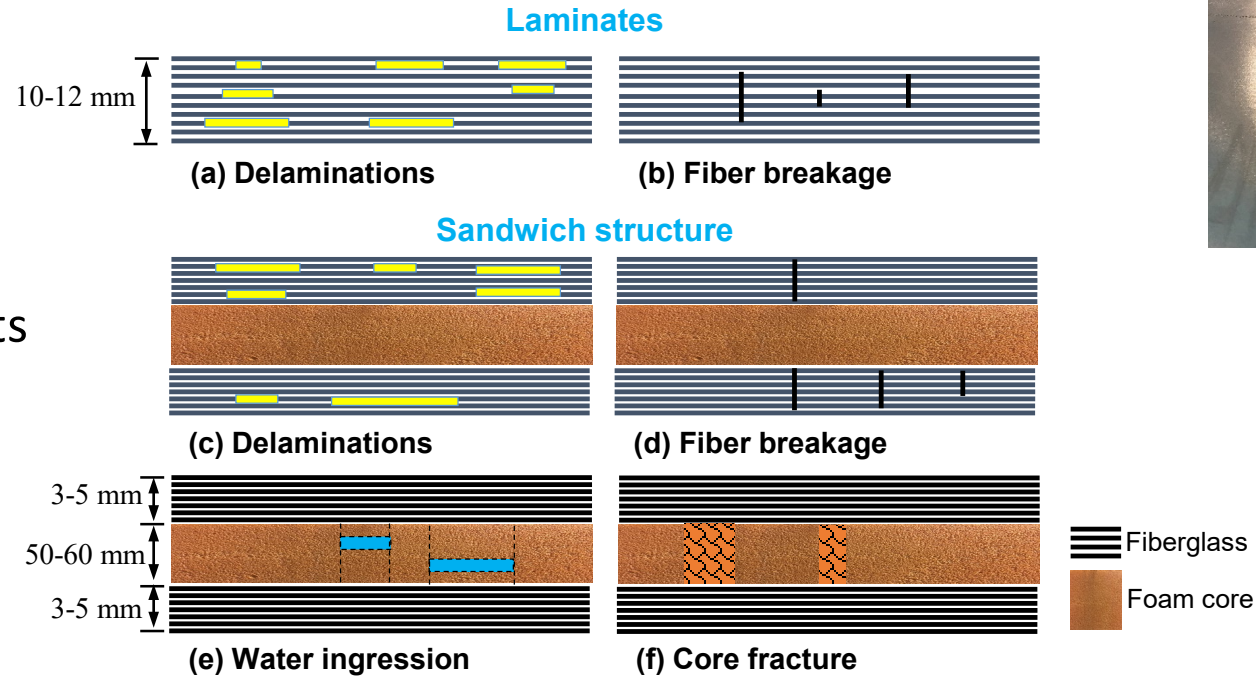 Laminates
10-12 mm
(a) Delaminations
(b) Fiber breakage
Sandwich structure
ts
(c) Delaminations
(d) Fiber breakage
3-5 mm
50-60 mm
3-5 mm
Fiberglass
Foam core
(e) Water ingression
(f) Core fracture